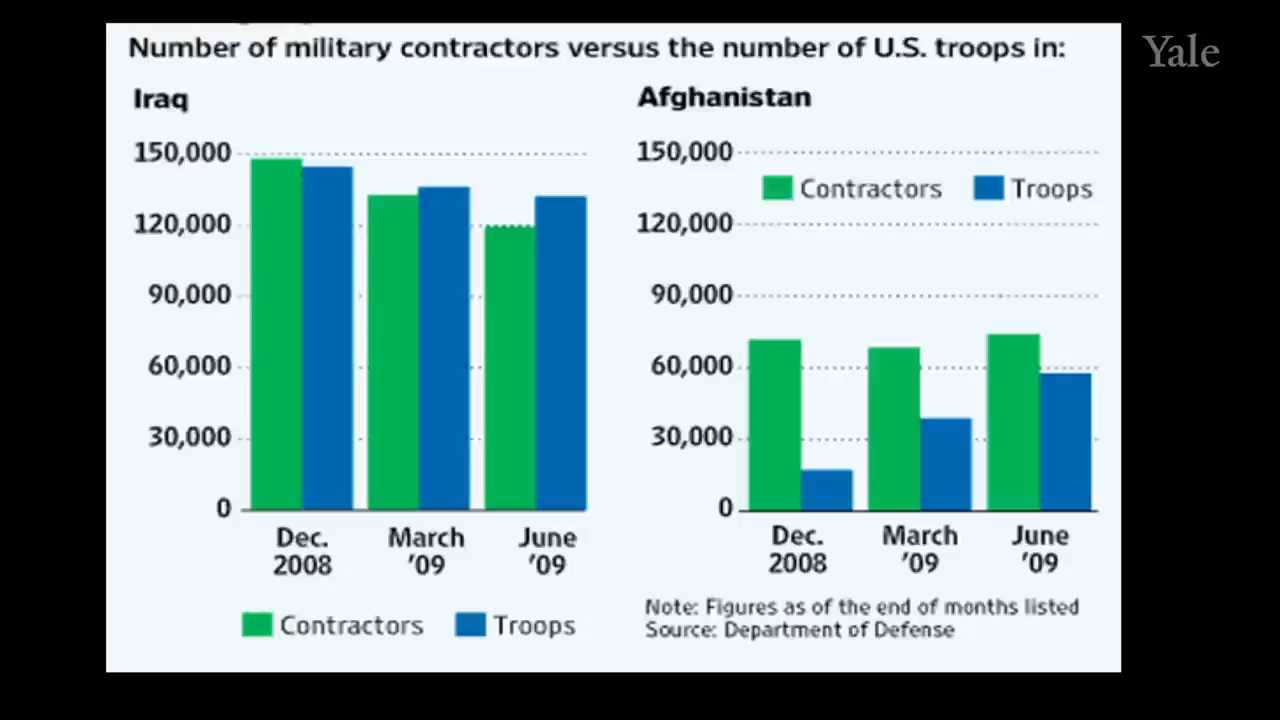 Yale
Number of military contractors versus the number of U.S. troops in:
Iraq
150,000
120,000
90,000
60,000
30,000
0
Dec.
2008
March
'09
June
'09
Contractors
Troops
Afghanistan
150,000
Contractors
Troops
120,000
90,000
60,000
30,000
0
Dec.
2008
March
'09
June
'09
Note: Figures as of the end of months listed
Source: Department of Defense